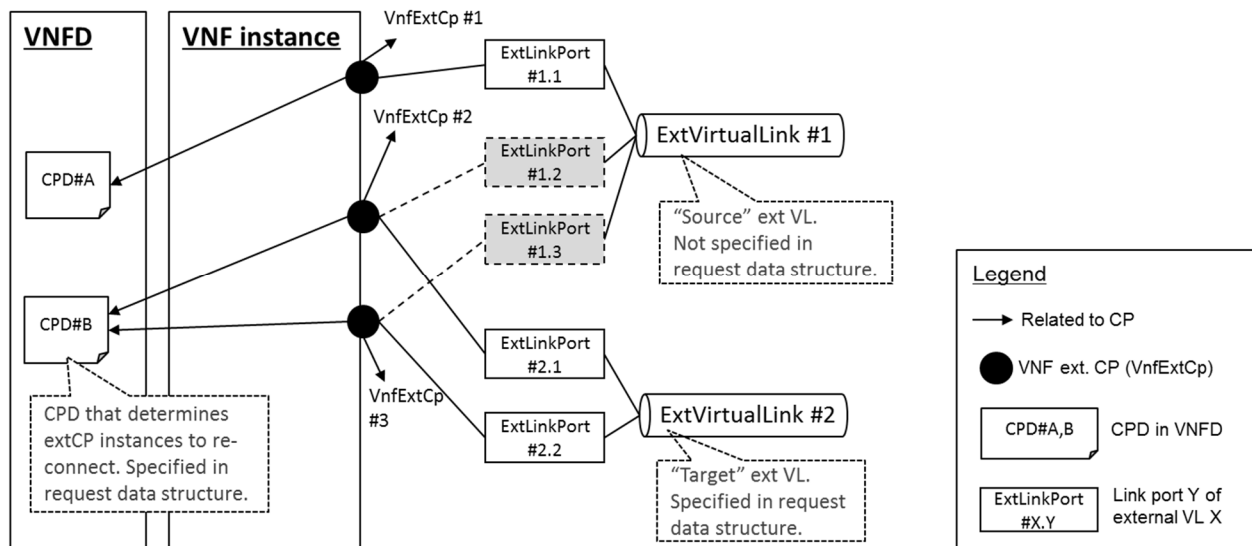 VNFD
VNF instance
VnfExtCp #1
ExtLinkPort
#1.1
VnfExtCp #2
ExtVirtualLink #1
ExtLinkPort
#1.2
CPD#A
“Source” ext VL.
Not specified in
request data structure.
ExtLinkPort
#1.3
CPD#B
ExtLinkPort
#2.1
VnfExtCp
#3
CPD that determines
extCP instances to re-
connect. Specified in
request data structure.
ExtVirtualLink #2
ExtLinkPort
#2.2
“Target” ext VL.
Specified in request
data structure.
Legend
Related to CP
VNF ext. CP (VnfExtCp)
CPD#A,B
CPD in VNFD
ExtLinkPort
#X.Y
Link port Y of
external VL X